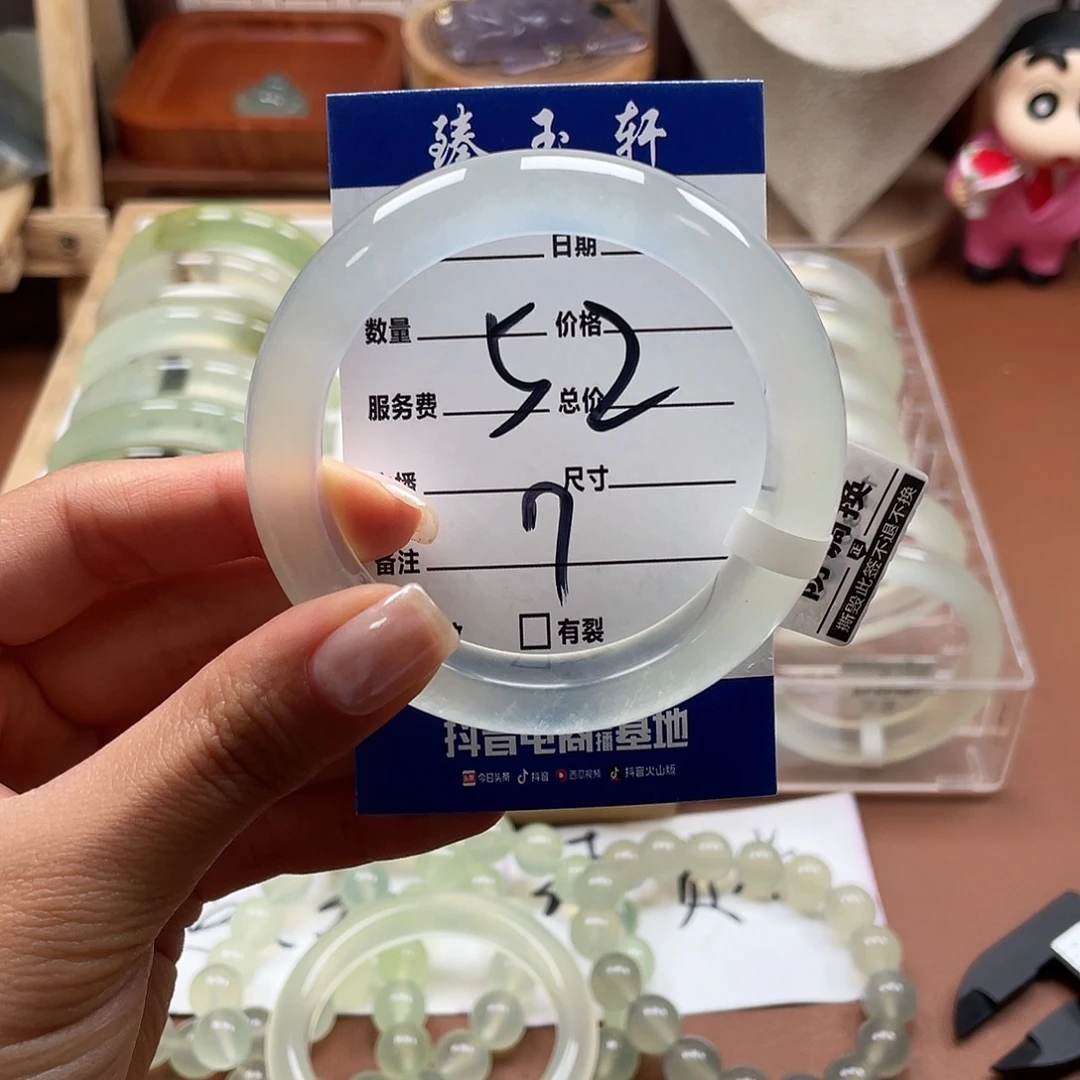 臻玉轩
日期
52
数量 价格
服务费 总价
播 尺寸
7
备注
有裂
抖音电商直播基地
今日头条 抖音 西瓜视频 抖音火山版
防调换
正
撕毁此签不退不换